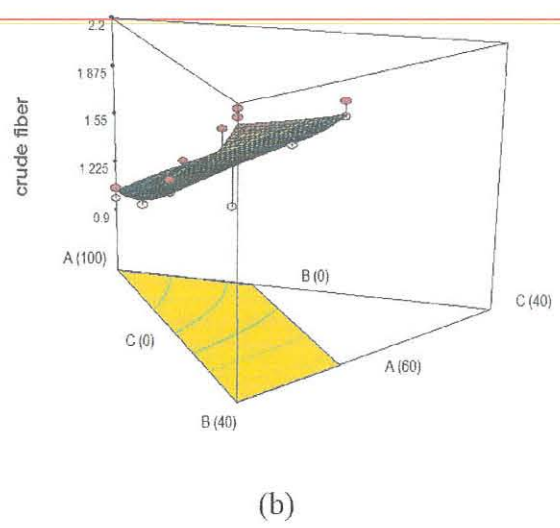 2.2
1.875
1.55
1.225
0.9
crude fiber
A (100)
B (0)
C (40)
C (0)
A (60)
B (40)
(b)